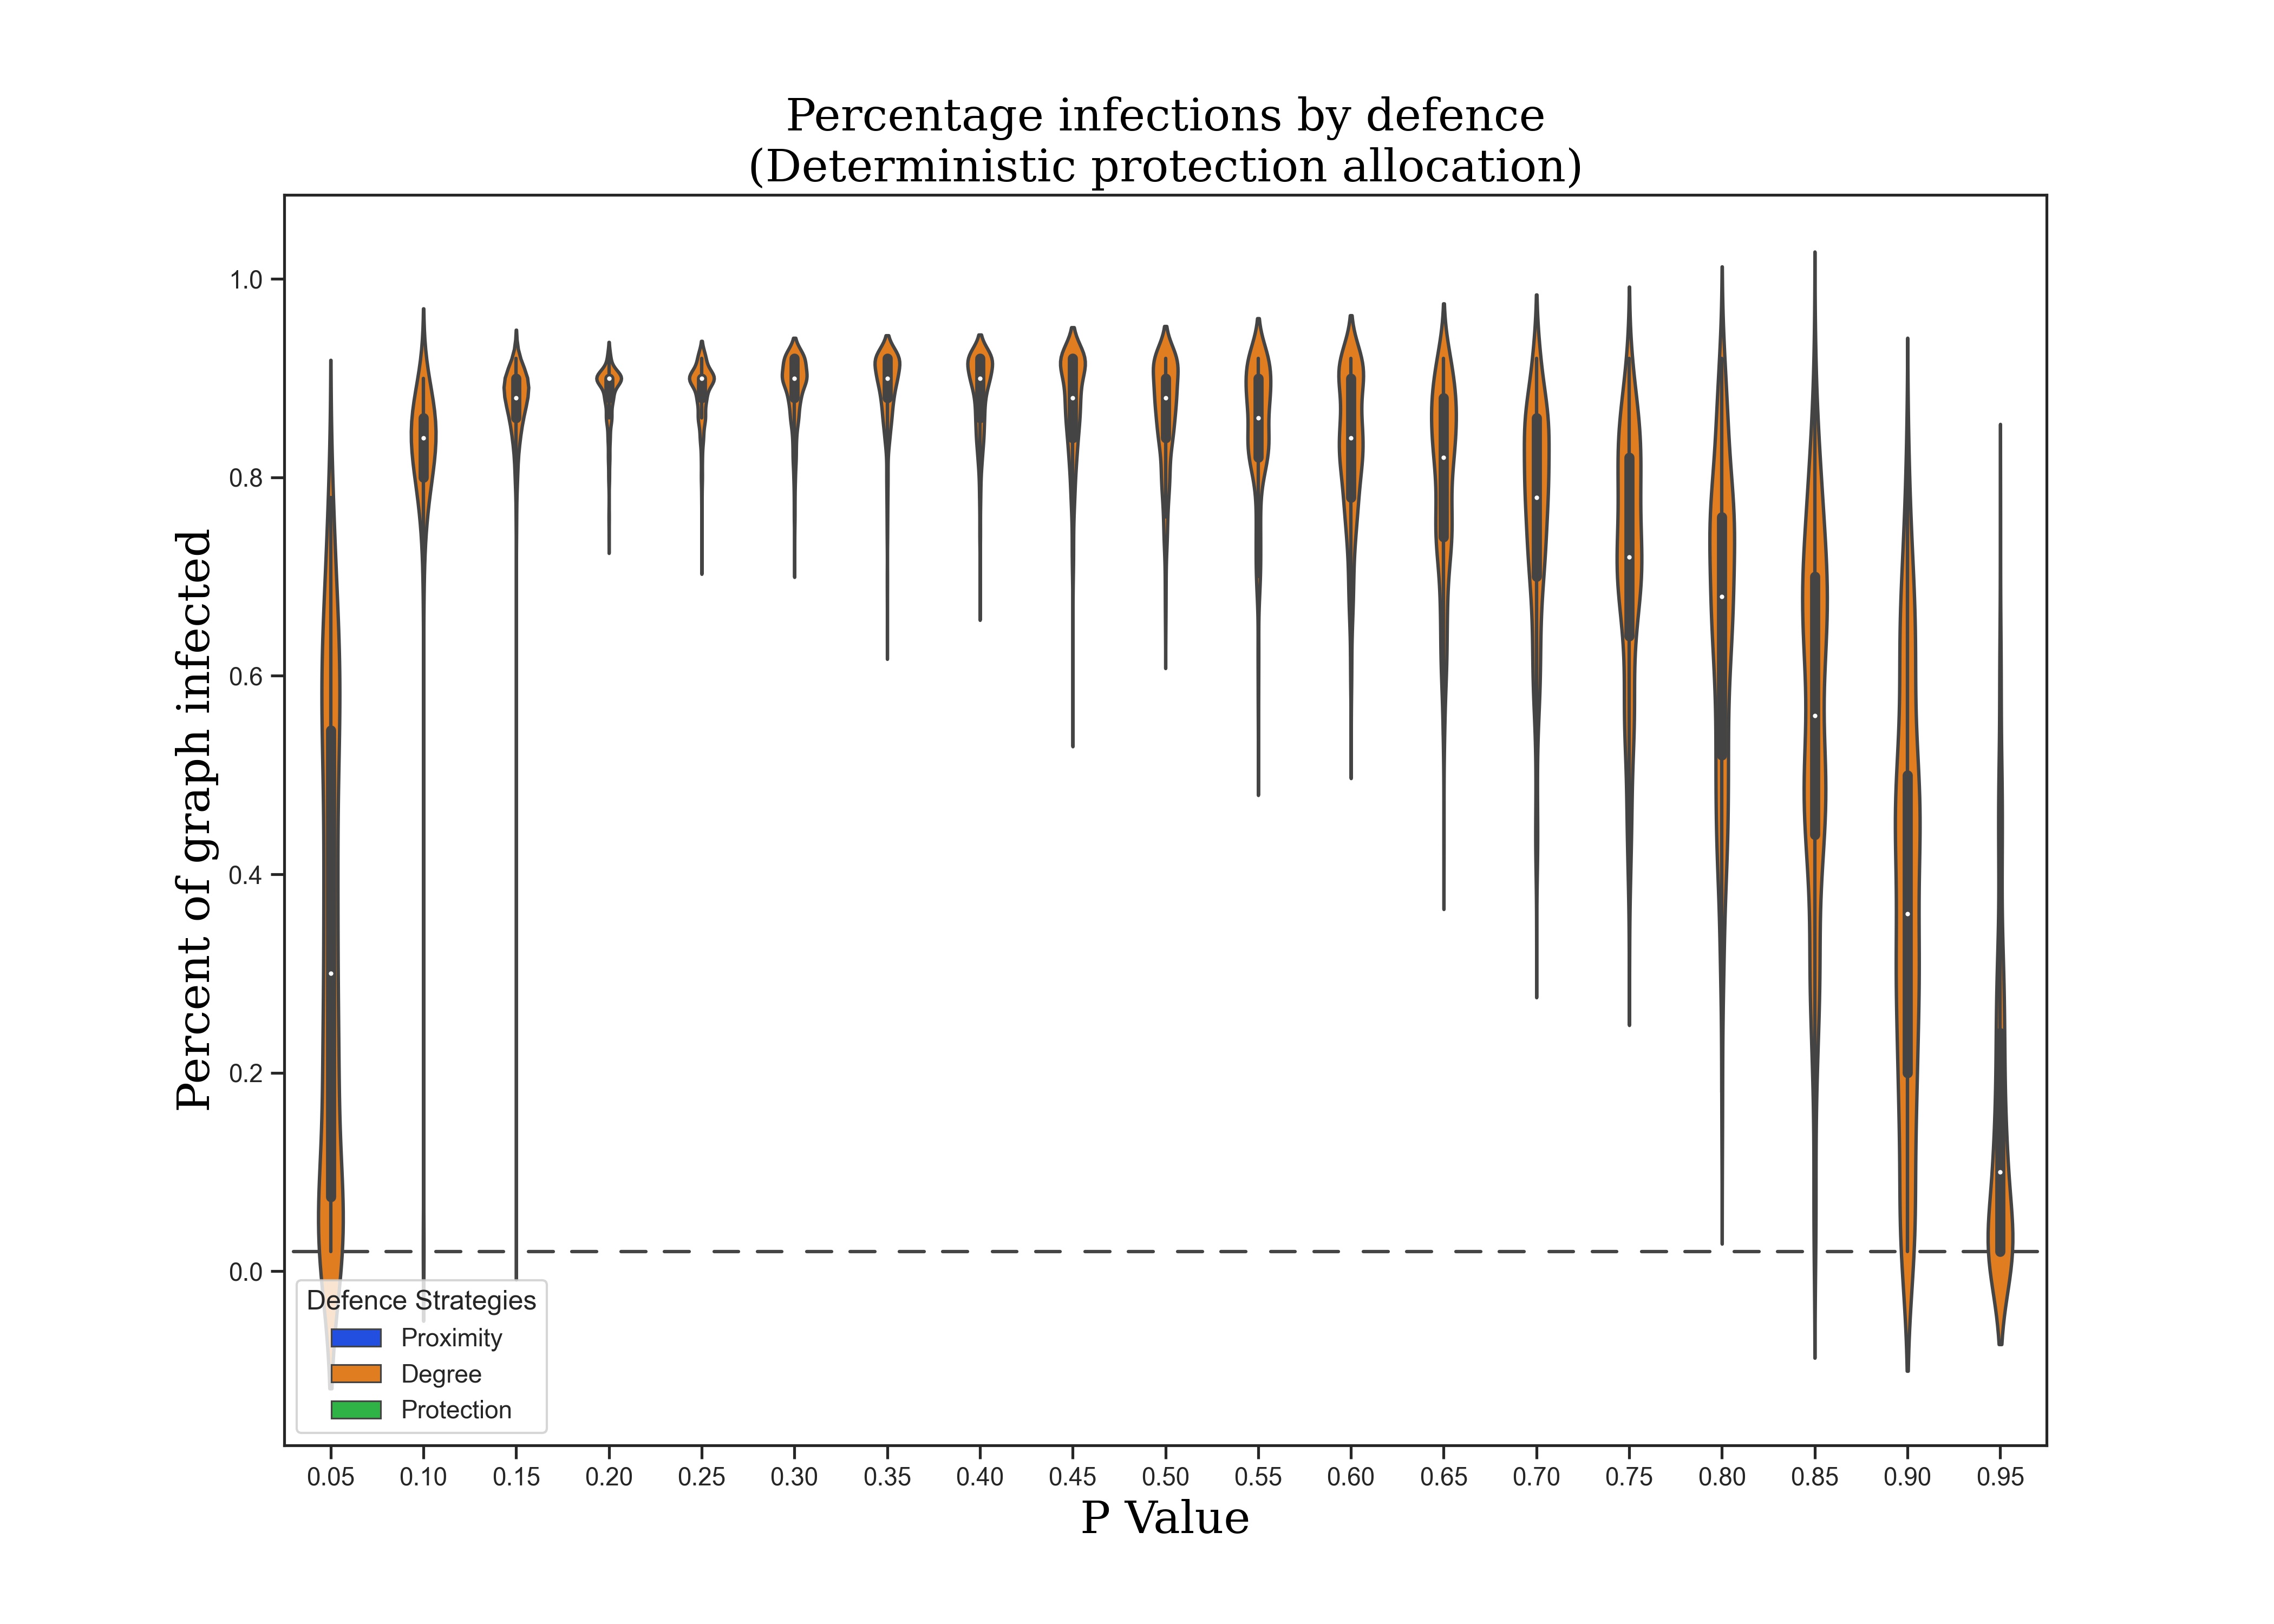 Percentage infections by defence
(Deterministic protection allocation)
Percent of graph infected
1.0
0.8
0.6
0.4
0.2
0.0
Defence Strategies
Proximity
Degree
Protection
0.05 0.10 0.15 0.20 0.25 0.30 0.35 0.40 0.45 0.50 0.55 0.60 0.65 0.70 0.75 0.80 0.85 0.90 0.95
P Value